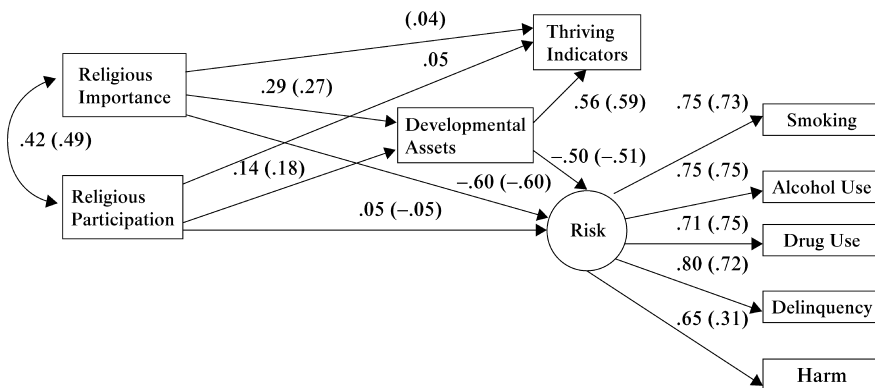 (.04)
Thriving
Indicators
.05
Religious
Importance
.29 (.27)
.56 (.59)
.75 (.73)
Smoking
Developmental
Assets
.42 (.49)
–.50 (–.51)
.14 (.18)
.75 (.75)
Alcohol Use
Religious
Participation
–.60 (–.60)
.05 (–.05)
Risk
.71 (.75)
Drug Use
.80 (.72)
Delinquency
.65 (.31)
Harm